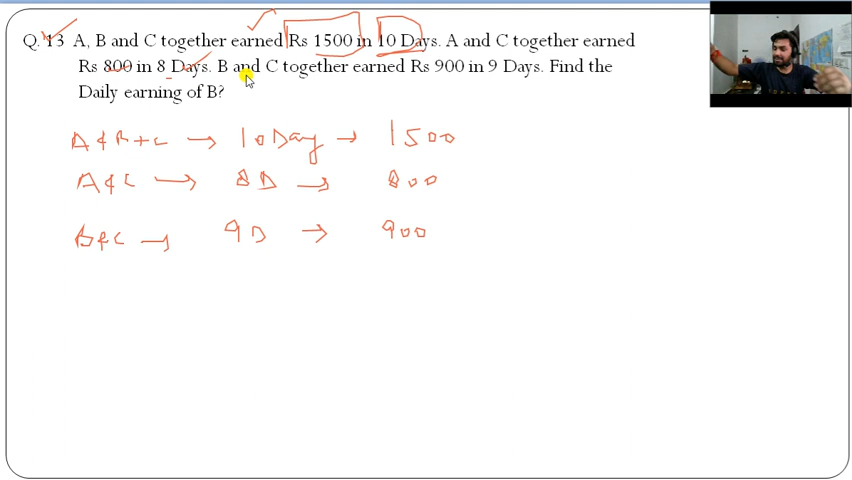 Q. 13 A, B and C together earned Rs 1500 in 10 Days. A and C together earned
Rs 800 in 8 Days. B and C together earned Rs 900 in 9 Days. Find the
Daily earning of B?
A & B + C → 10 Day → 1500
A & C → 8 D → 800
B & C → 9 D → 900